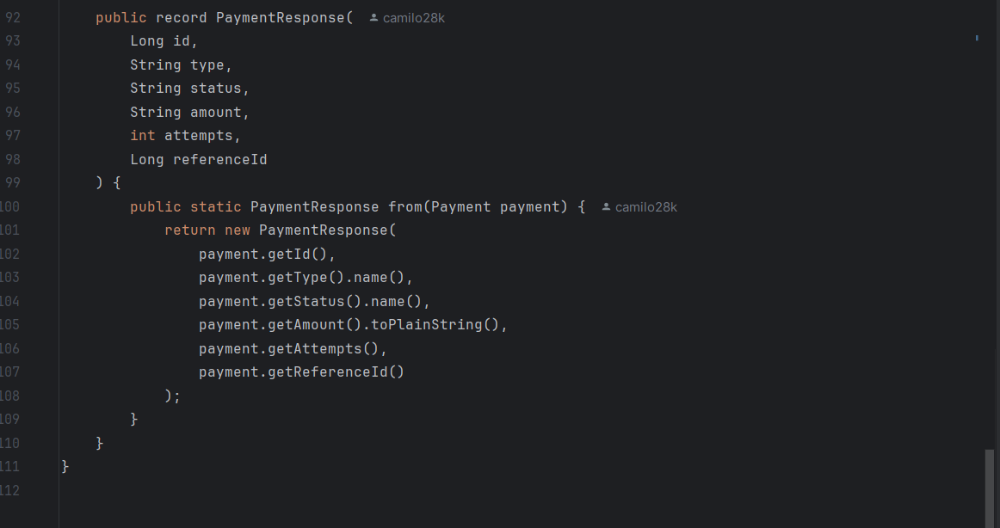 92 public record PaymentResponse( camilo28k
93 Long id,
94 String type,
95 String status,
96 String amount,
97 int attempts,
98 Long referenceId
99 ) {
100 public static PaymentResponse from(Payment payment) { camilo28k
101 return new PaymentResponse(
102 payment.getId(),
103 payment.getType().name(),
104 payment.getStatus().name(),
105 payment.getAmount().toPlainString(),
106 payment.getAttempts(),
107 payment.getReferenceId()
108 );
109 }
110 }
111 }
112